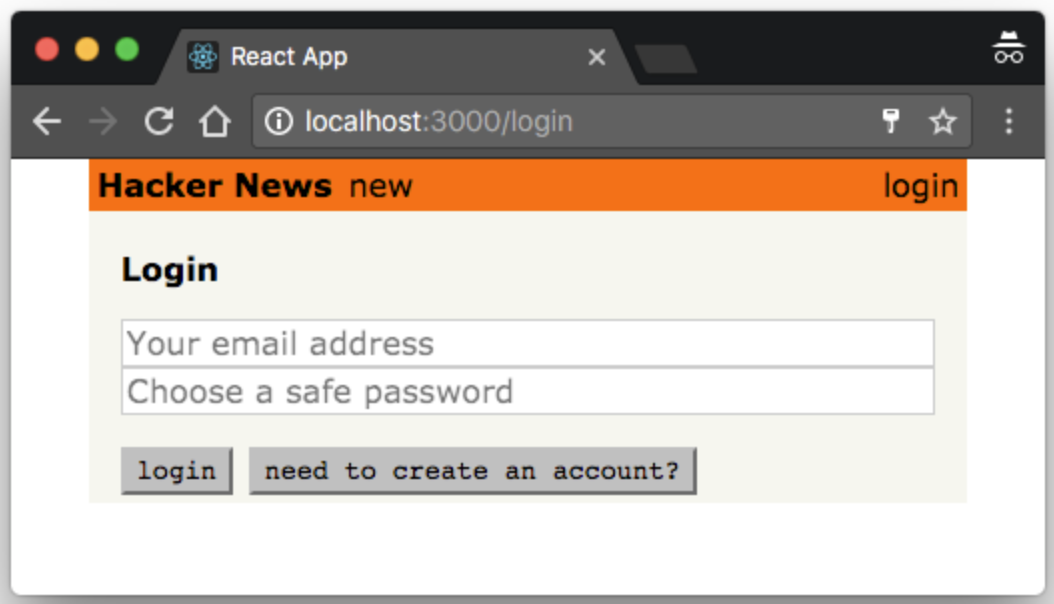 React App
localhost:3000/login
Hacker News new login
Login
Your email address
Choose a safe password
login need to create an account?